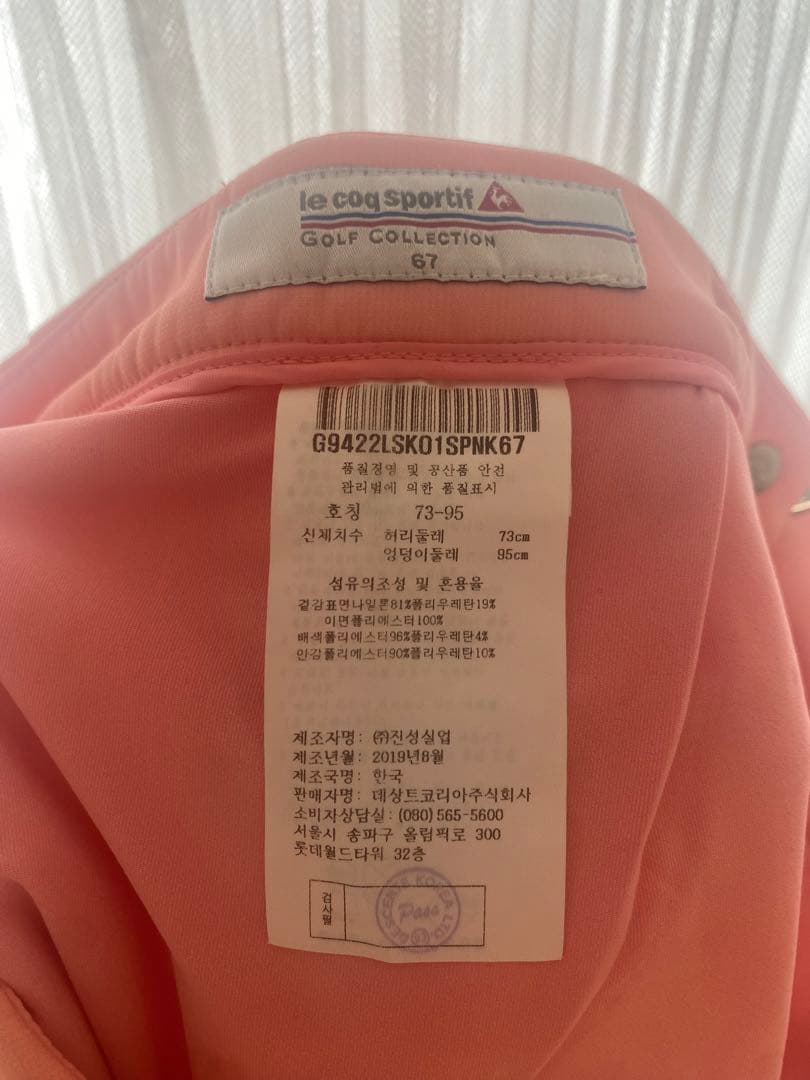 le coq sportif
GOLF COLLECTION
67
G9422LSK01SPNK67
품질경영 및 공산품 안전
관리법에 의한 품질표시
호칭 73-95
신체치수 허리둘레 73cm
엉덩이둘레 95cm
섬유의조성 및 혼용율
겉감표면나일론81%폴리우레탄19%
이면폴리에스터100%
배색폴리에스터96%폴리우레탄4%
안감폴리에스터90%폴리우레탄10%
제조자명: ㈜진성실업
제조년월: 2019년8월
제조국명: 한국
판매자명: 데상트코리아주식회사
소비자상담실: (080) 565-5600
서울시 송파구 올림픽로 300
롯데월드타워 32층
검사필
DESCENTE KOREA LTD.
Pass